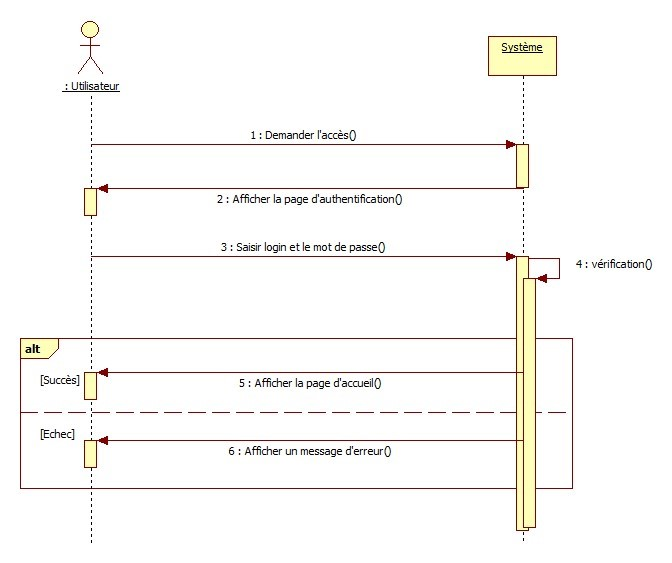 : Utilisateur
Système
1 : Demander l'accès()
2 : Afficher la page d'authentification()
3 : Saisir login et le mot de passe()
4 : vérification()
alt
[Succès]
5 : Afficher la page d'accueil()
[Echec]
6 : Afficher un message d'erreur()